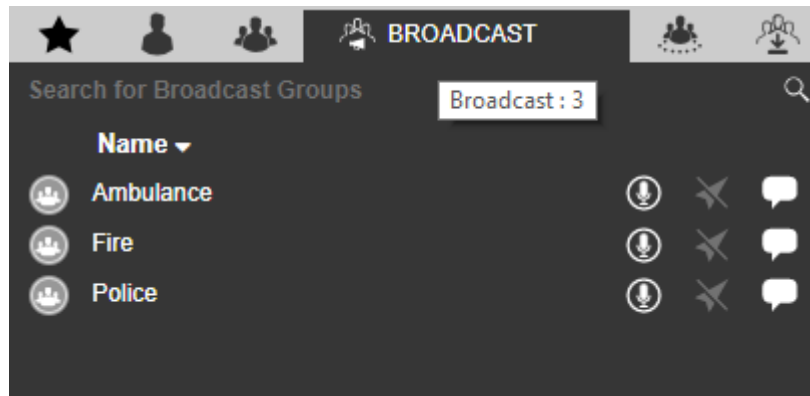 BROADCAST
Search for Broadcast Groups
Broadcast : 3
Name
Ambulance
Fire
Police